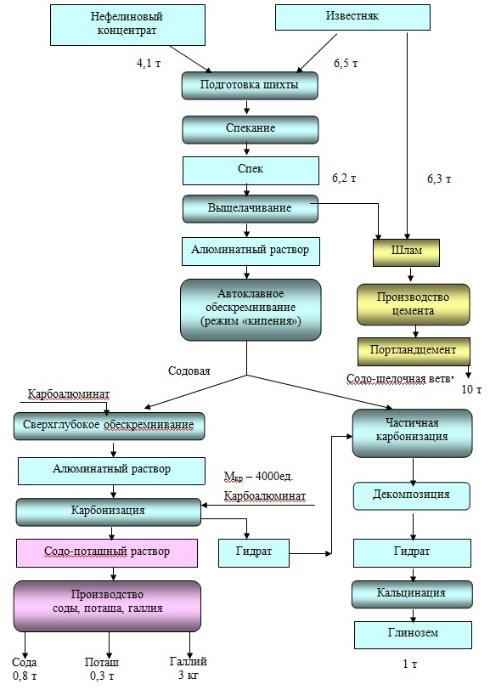 Нефелиновый
концентрат
Известняк
4,1 т
6,5 т
Подготовка шихты
Спекание
Спек
6,2 т
6,3 т
Выщелачивание
Шлам
Алюминатный раствор
Автоклавное
обескремнивание
(режим «кипения»)
Производство
цемента
Портландцемент
Содовая
Содо-щелочная ветв
10 т
Карбоалюминат
Сверхглубокое обескремнивание
Частичная
карбонизация
Алюминатный раствор
Мкр – 4000ед.
Карбоалюминат
Карбонизация
Декомпозиция
Содо-поташный раствор
Гидрат
Гидрат
Производство
соды, поташа, галлия
Кальцинация
Глинозем
Сода
0,8 т
Поташ
0,3 т
Галлий
3 кг
1 т